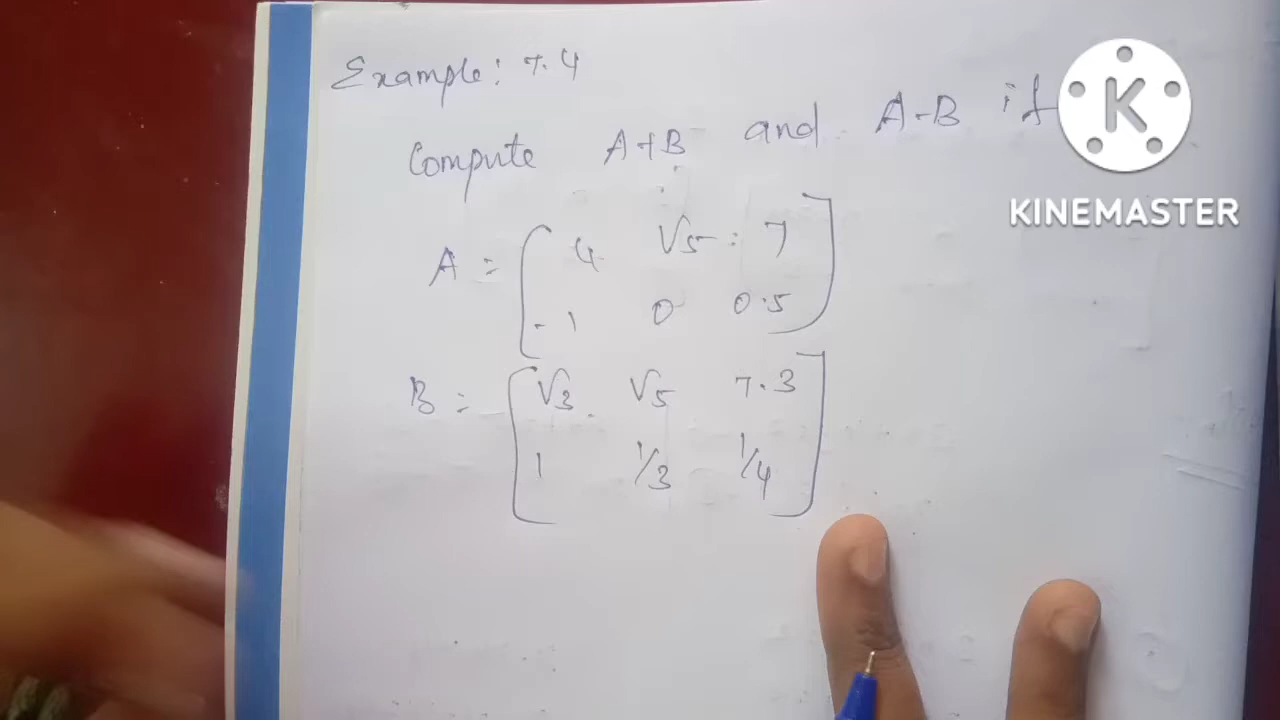 Example: 7.4
Compute A+B and A-B if
A = [ 4 √5 7
-1 0 0.5 ]
B = [ √3 √5 7.3
1 1/3 1/4 ]
K
KINEMASTER